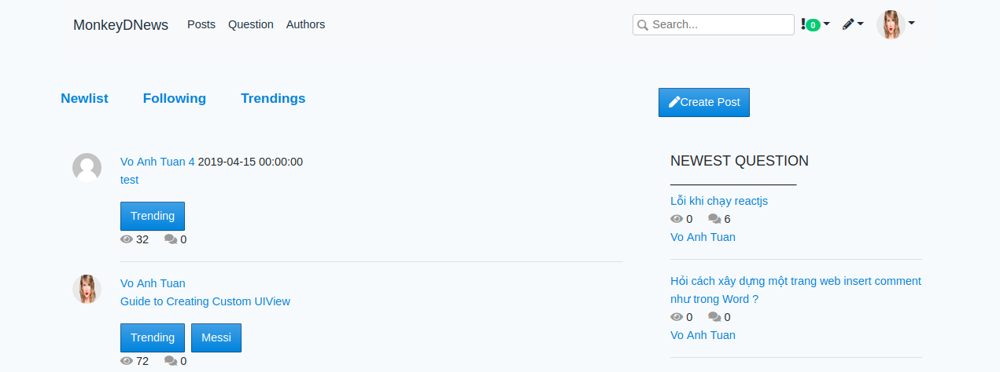 MonkeyDNews Posts Question Authors Search... 0
Newlist Following Trendings
Create Post
Vo Anh Tuan 4 2019-04-15 00:00:00
test
Trending
32 0
Vo Anh Tuan
Guide to Creating Custom UIView
Trending Messi
72 0
NEWEST QUESTION
Lỗi khi chạy reactjs
0 6
Vo Anh Tuan
Hỏi cách xây dựng một trang web insert comment
như trong Word ?
0 0
Vo Anh Tuan